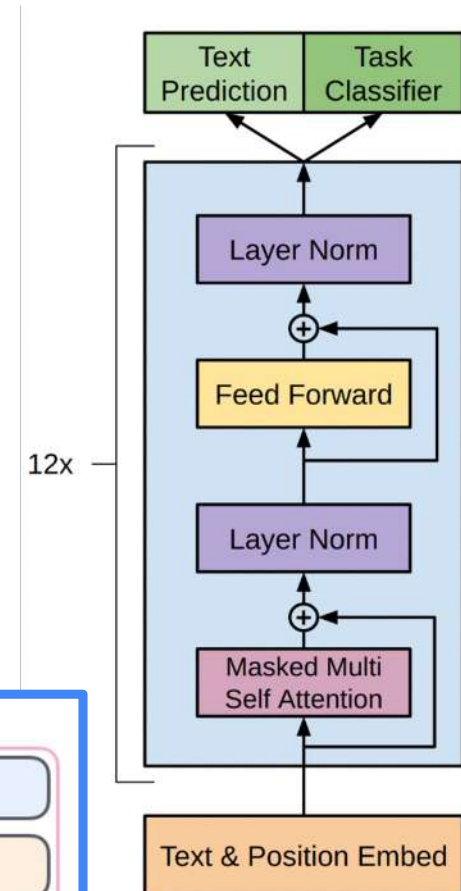 Text
Prediction
Task
Classifier
Layer Norm
Feed Forward
12x
Layer Norm
Masked Multi
Self Attention
Text & Position Embed